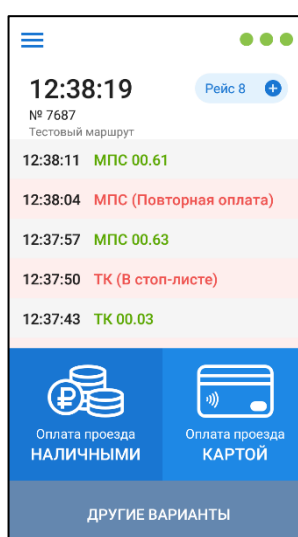 12:38:19
Рейс 8
№ 7687
Тестовый маршрут
12:38:11 МПС 00.61
12:38:04 МПС (Повторная оплата)
12:37:57 МПС 00.63
12:37:50 ТК (В стоп-листе)
12:37:43 ТК 00.03
Оплата проезда
НАЛИЧНЫМИ
Оплата проезда
КАРТОЙ
ДРУГИЕ ВАРИАНТЫ